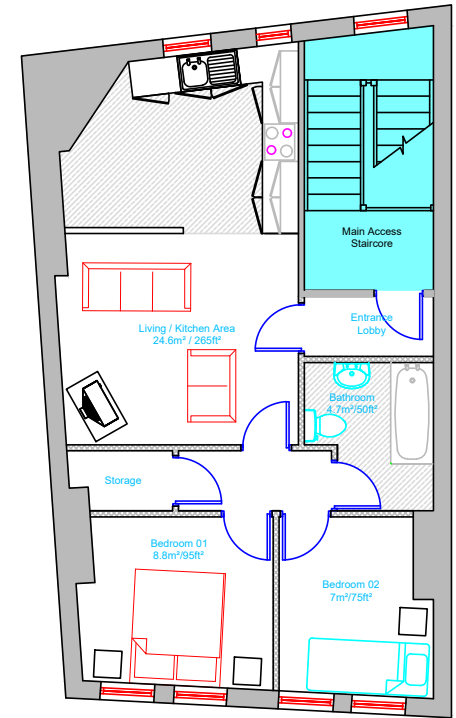 Main Access
Staircore
Entrance
Lobby
Living / Kitchen Area
24.6m² / 265ft²
Bathroom
4.7m²/50ft²
Storage
Bedroom 01
8.8m²/95ft²
Bedroom 02
7m²/75ft²